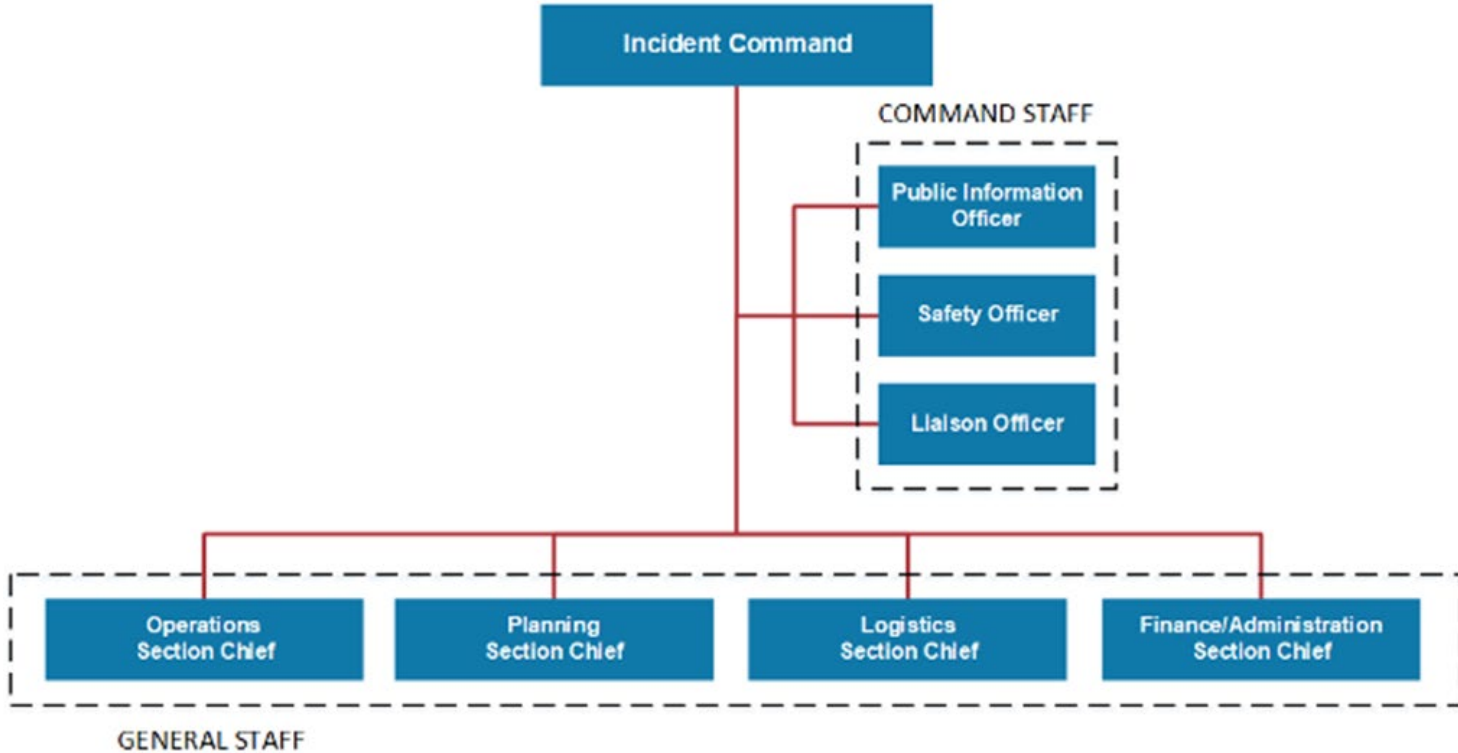 Incident Command
COMMAND STAFF
Public Information
Officer
Safety Officer
Liaison Officer
Operations
Section Chief
Planning
Section Chief
Logistics
Section Chief
Finance/Administration
Section Chief
GENERAL STAFF